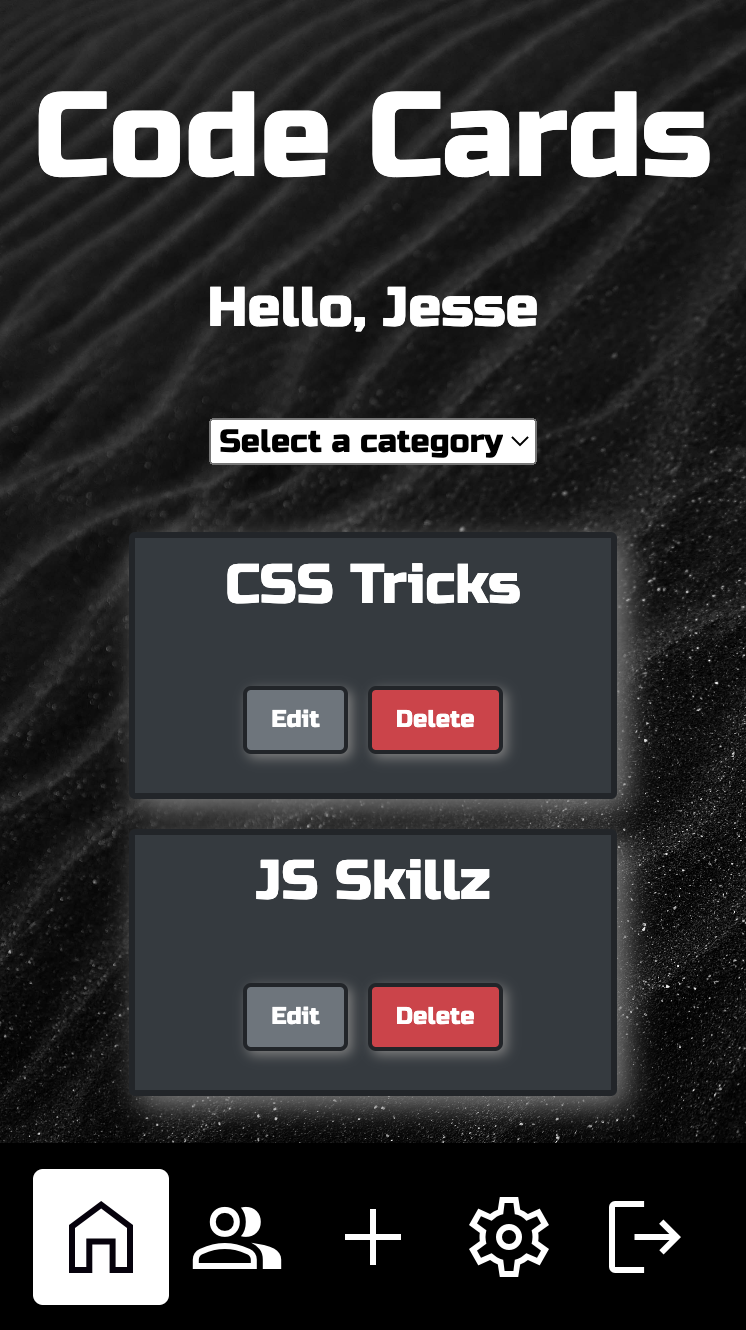 Code Cards
Hello, Jesse
Select a category
CSS Tricks
Edit Delete
JS Skillz
Edit Delete